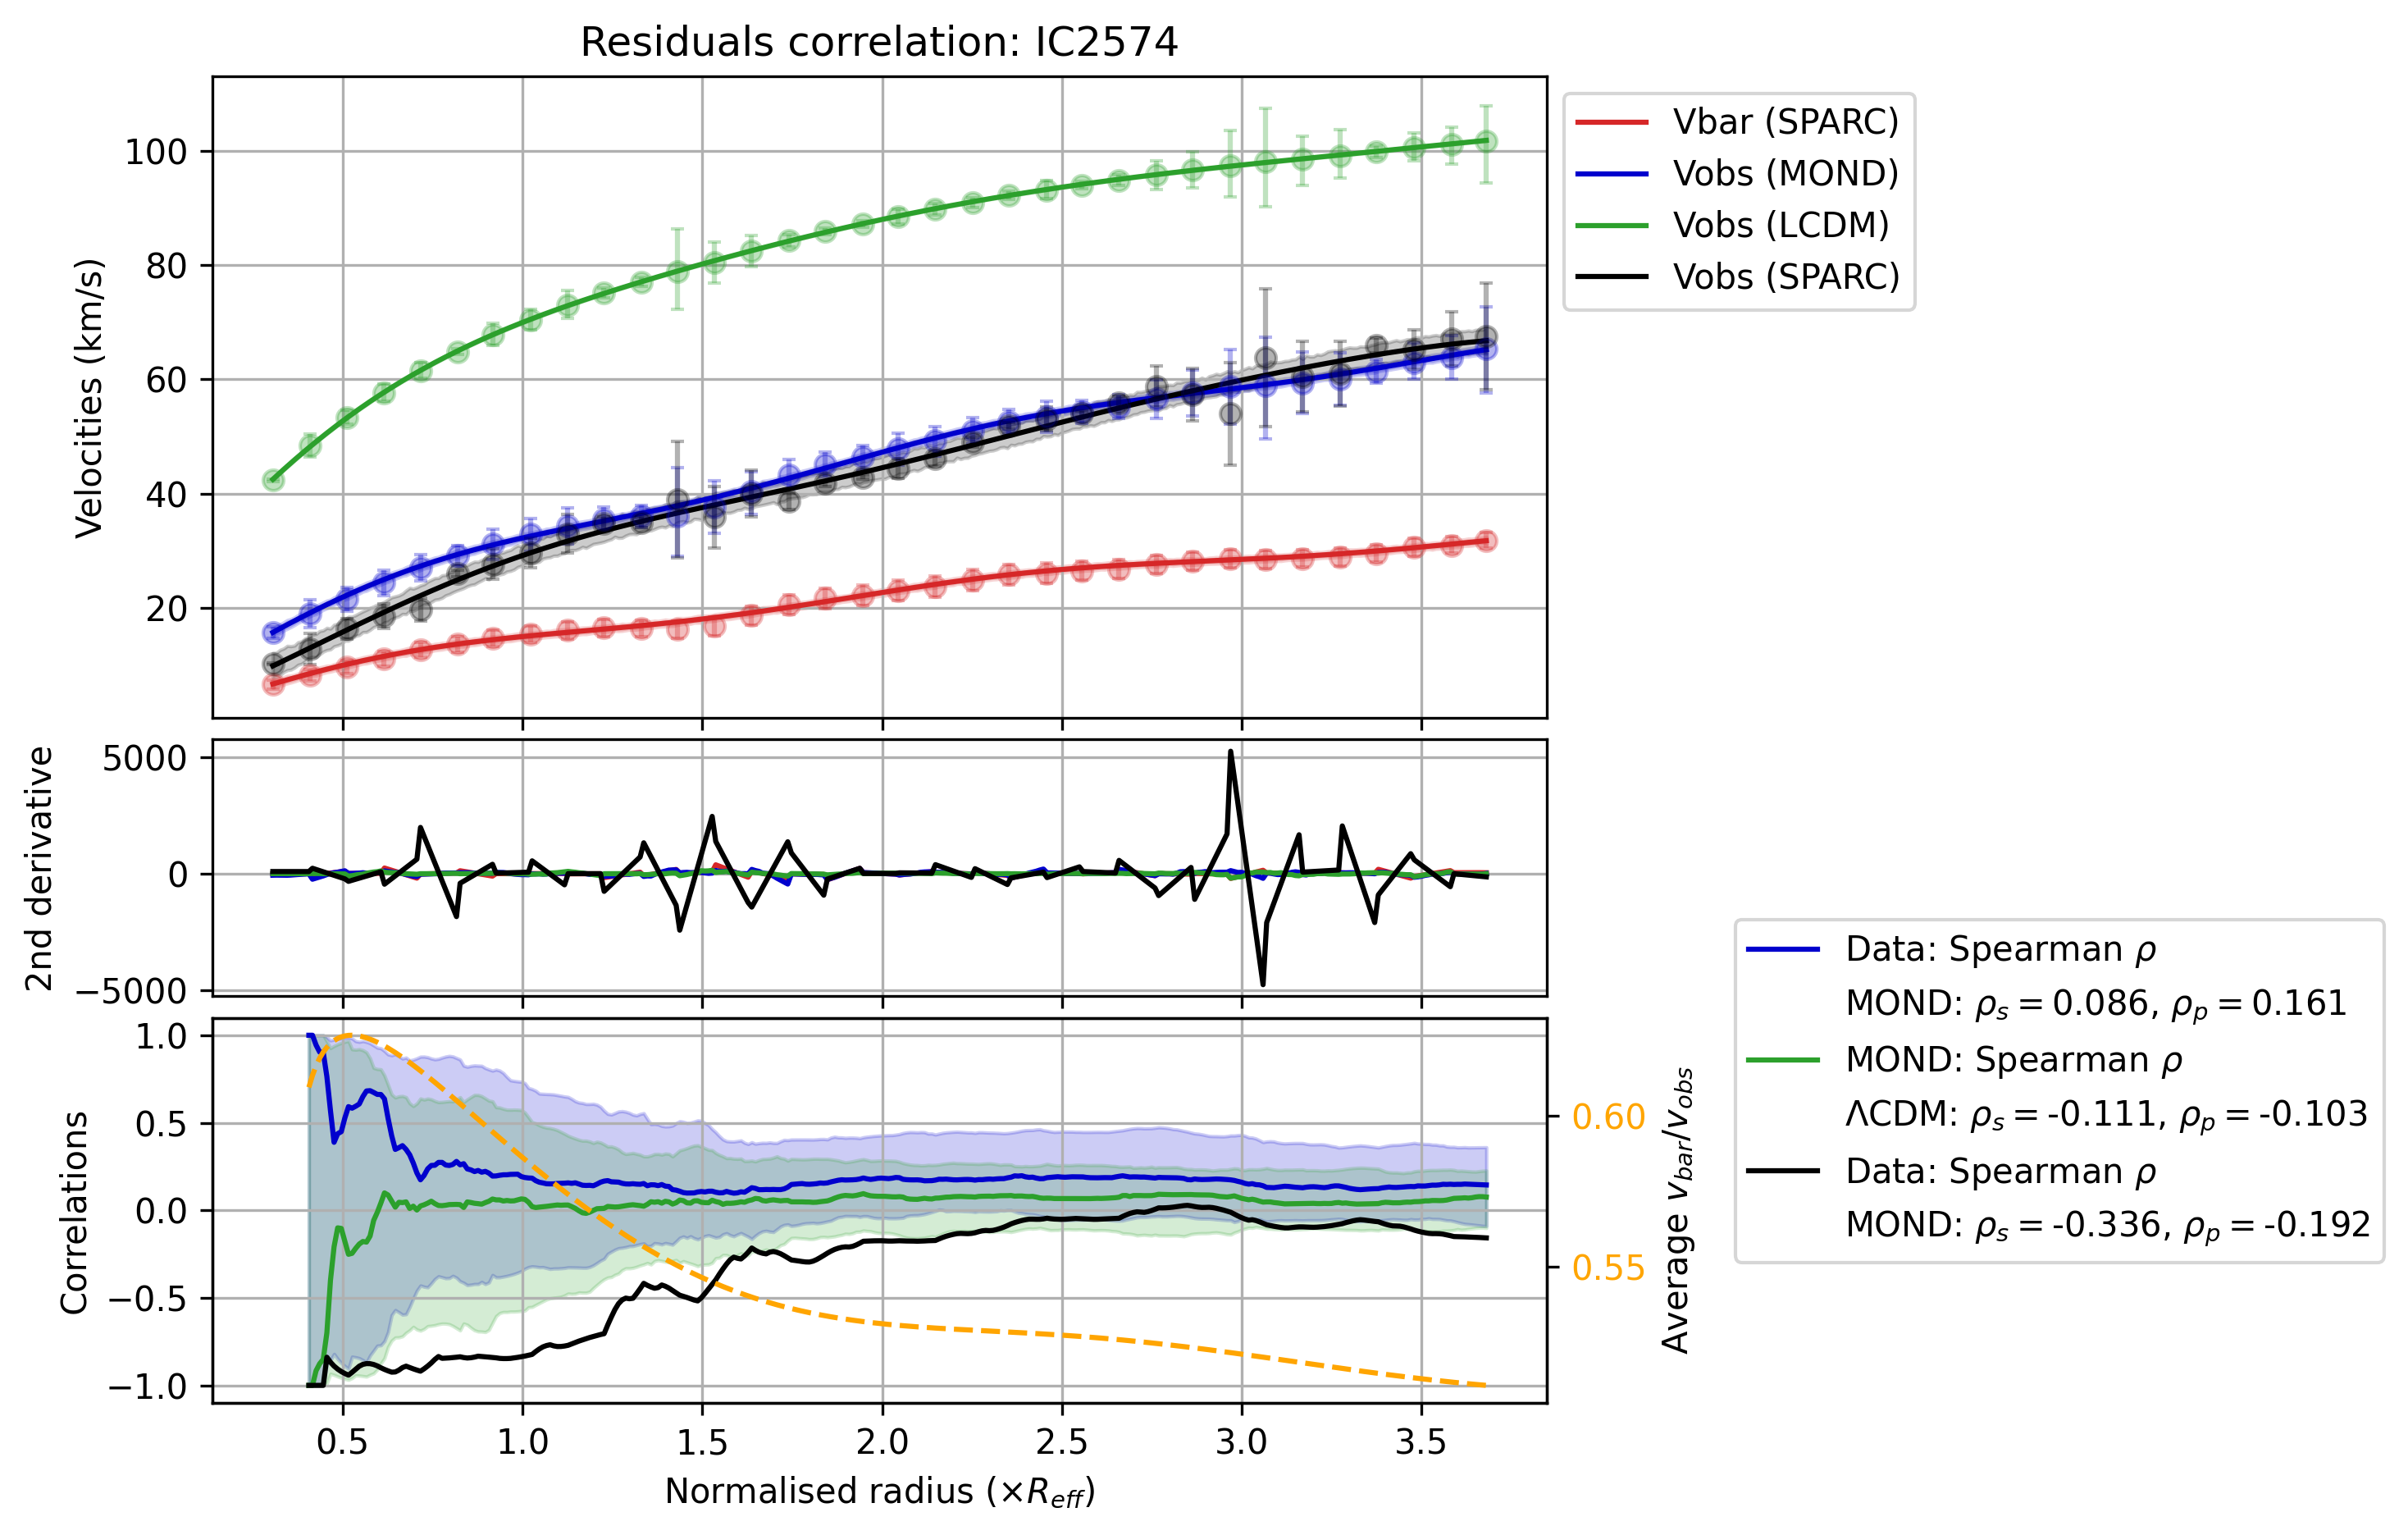 Residuals correlation: IC2574
Velocities (km/s)
100
80
60
40
20
Vbar (SPARC)
Vobs (MOND)
Vobs (LCDM)
Vobs (SPARC)
2nd derivative
5000
0
−5000
Correlations
1.0
0.5
0.0
−0.5
−1.0
0.60
0.55
Average v_bar/v_obs
0.5 1.0 1.5 2.0 2.5 3.0 3.5
Normalised radius (×R_eff)
Data: Spearman ρ
MOND: ρ_s = 0.086, ρ_p = 0.161
MOND: Spearman ρ
ΛCDM: ρ_s = -0.111, ρ_p = -0.103
Data: Spearman ρ
MOND: ρ_s = -0.336, ρ_p = -0.192